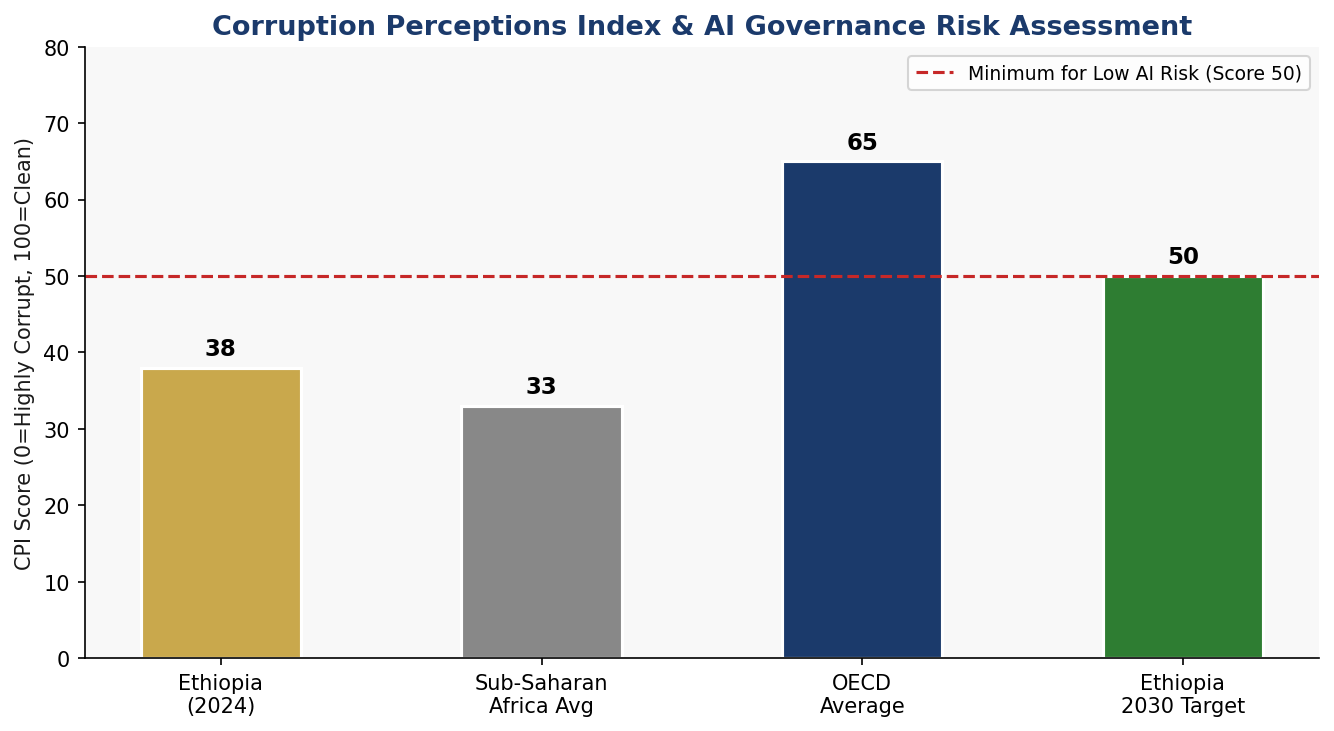 Corruption Perceptions Index & AI Governance Risk Assessment
Minimum for Low AI Risk (Score 50)
CPI Score (0=Highly Corrupt, 100=Clean)
80
70
60
50
40
30
20
10
0
38
33
65
50
Ethiopia
(2024)
Sub-Saharan
Africa Avg
OECD
Average
Ethiopia
2030 Target